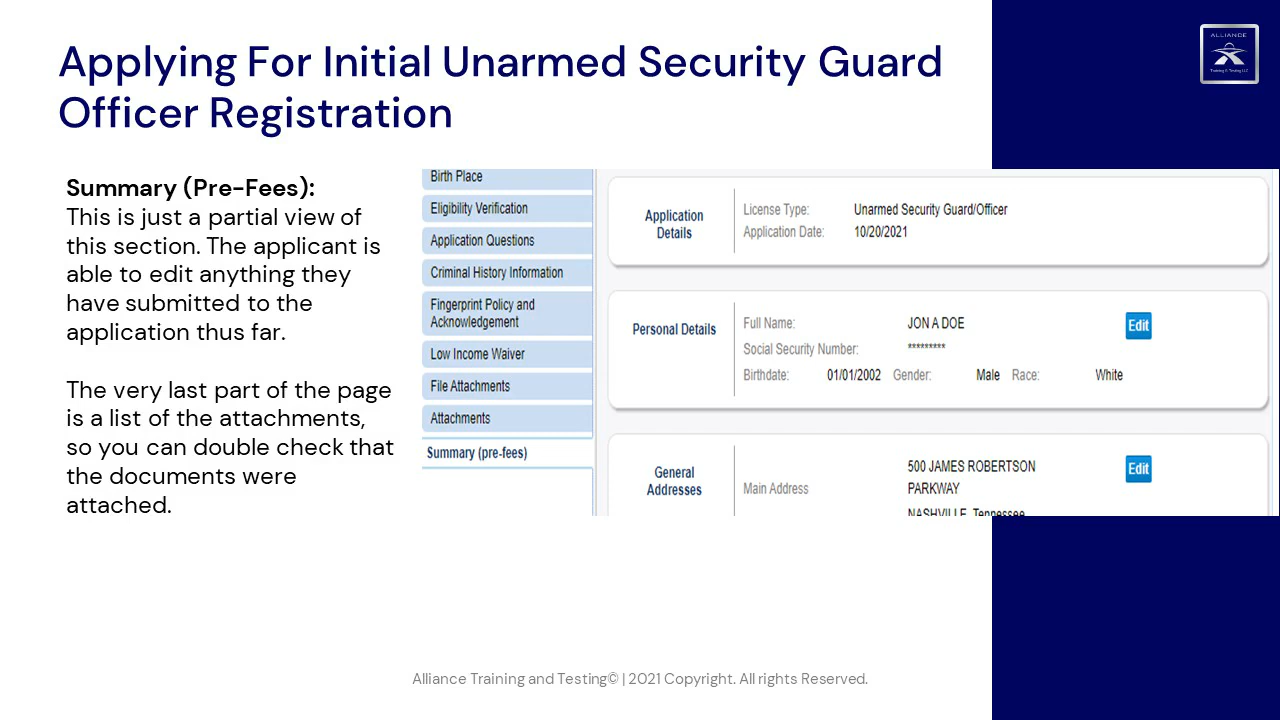 Applying For Initial Unarmed Security Guard
Officer Registration
ALLIANCE
Training & Testing LLC
Summary (Pre-Fees):
This is just a partial view of
this section. The applicant is
able to edit anything they
have submitted to the
application thus far.
The very last part of the page
is a list of the attachments,
so you can double check that
the documents were
attached.
Birth Place
Eligibility Verification
Application Questions
Criminal History Information
Fingerprint Policy and
Acknowledgement
Low Income Waiver
File Attachments
Attachments
Summary (pre-fees)
Application
Details
License Type: Unarmed Security Guard/Officer
Application Date: 10/20/2021
Personal Details
Full Name: JON A DOE Edit
Social Security Number: *********
Birthdate: 01/01/2002 Gender: Male Race: White
General
Addresses
Main Address
500 JAMES ROBERTSON Edit
PARKWAY
NASHVILLE, Tennessee
Alliance Training and Testing© | 2021 Copyright. All rights Reserved.